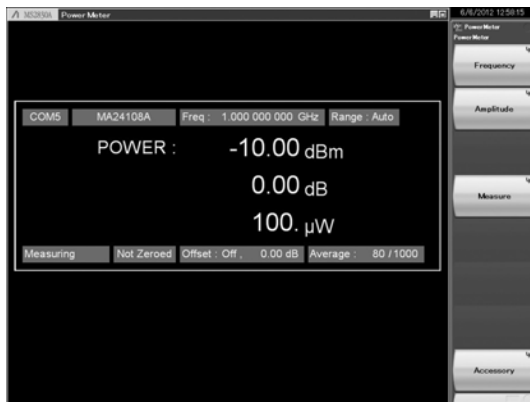 MS2830A Power Meter
6/6/2012 12:59:15
Power Meter
Power Meter
Frequency
Amplitude
COM5 MA24108A Freq : 1.000 000 000 GHz Range : Auto
POWER : -10.00 dBm
0.00 dB
100. µW
Measure
Measuring Not Zeroed Offset : Off , 0.00 dB Average : 80 / 1000
Accessory